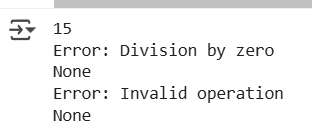 15
Error: Division by zero
None
Error: Invalid operation
None